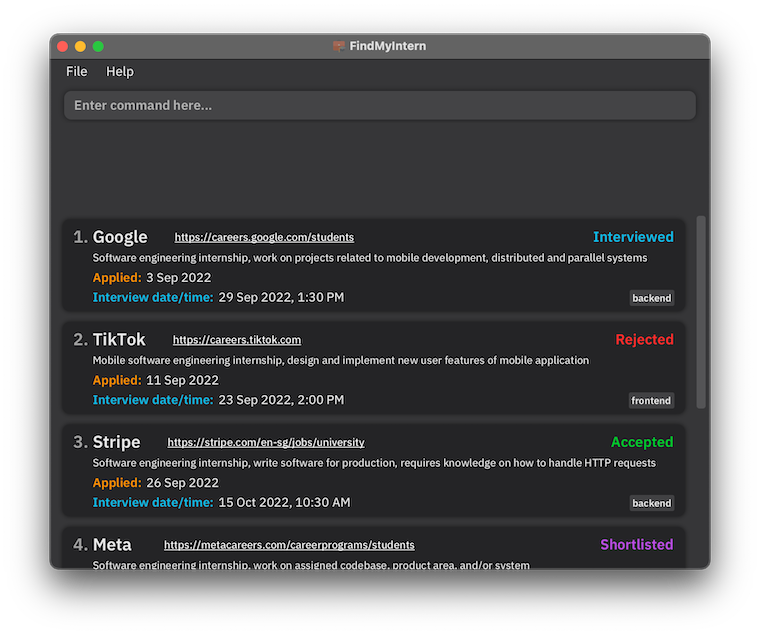 FindMyIntern
File Help
Enter command here...
1. Google https://careers.google.com/students Interviewed
Software engineering internship, work on projects related to mobile development, distributed and parallel systems
Applied: 3 Sep 2022
Interview date/time: 29 Sep 2022, 1:30 PM backend
2. TikTok https://careers.tiktok.com Rejected
Mobile software engineering internship, design and implement new user features of mobile application
Applied: 11 Sep 2022
Interview date/time: 23 Sep 2022, 2:00 PM frontend
3. Stripe https://stripe.com/en-sg/jobs/university Accepted
Software engineering internship, write software for production, requires knowledge on how to handle HTTP requests
Applied: 26 Sep 2022
Interview date/time: 15 Oct 2022, 10:30 AM backend
4. Meta https://metacareers.com/careerprograms/students Shortlisted
Software engineering internship, work on assigned codebase, product area, and/or system